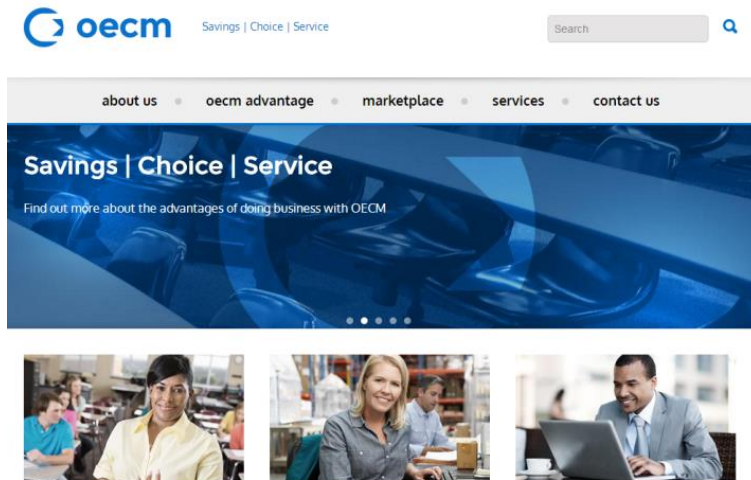 oecm
Savings | Choice | Service
Search
about us
oecm advantage
marketplace
services
contact us
Savings | Choice | Service
Find out more about the advantages of doing business with OECM